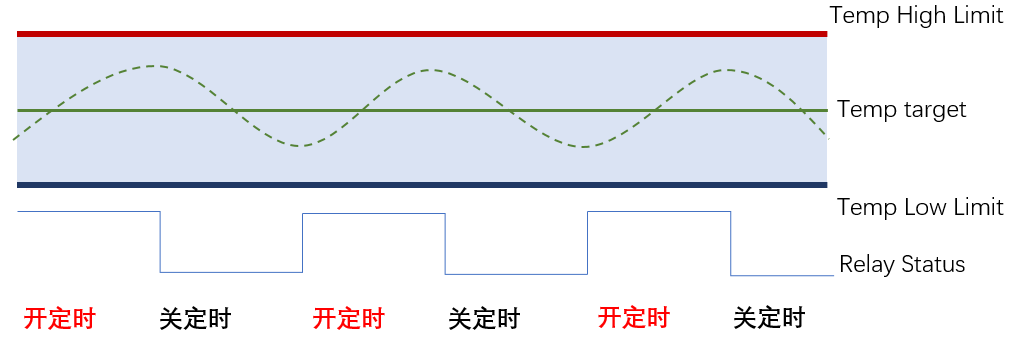 Temp High Limit
Temp target
Temp Low Limit
Relay Status
开定时 关定时 开定时 关定时 开定时 关定时